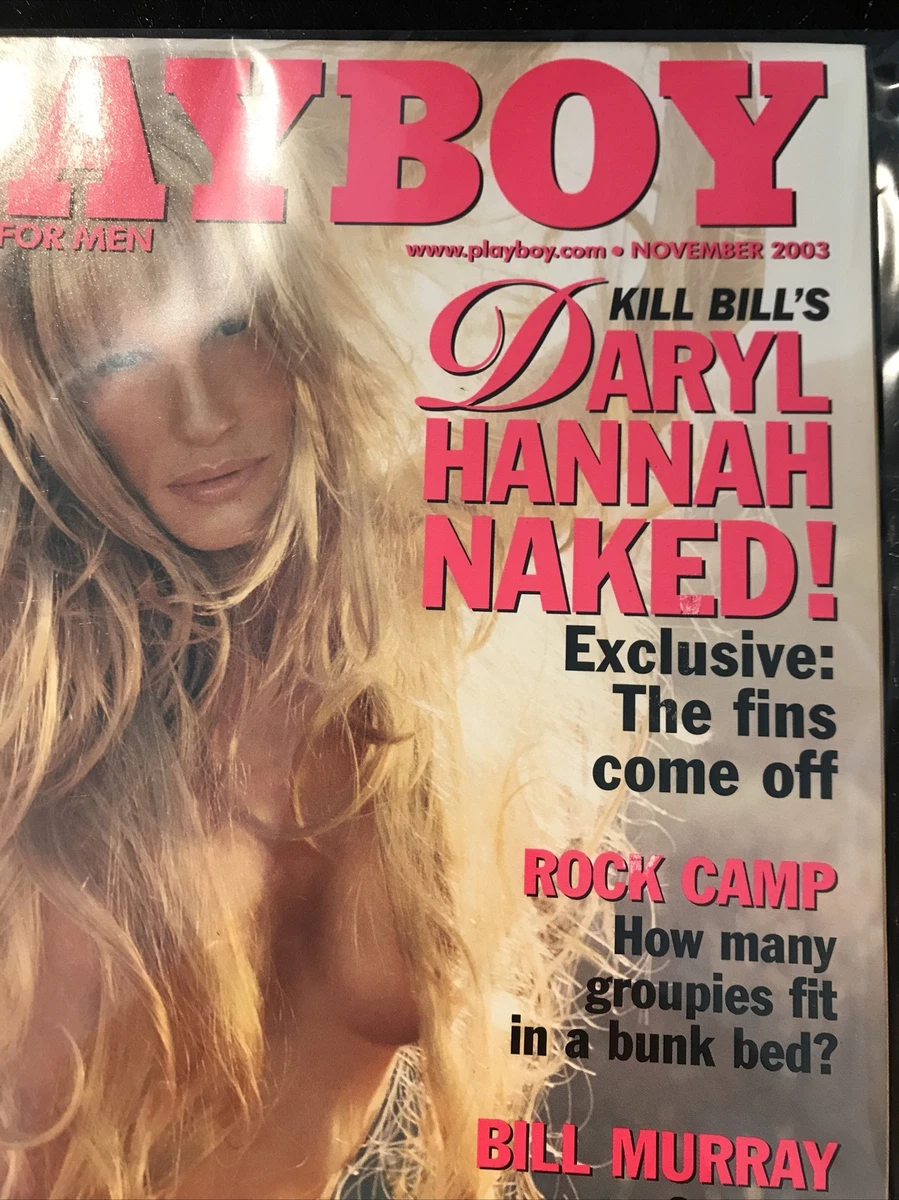 AYBOY
FOR MEN
www.playboy.com • NOVEMBER 2003
KILL BILL'S
DARYL
HANNAH
NAKED!
Exclusive:
The fins
come off
ROCK CAMP
How many
groupies fit
in a bunk bed?
BILL MURRAY